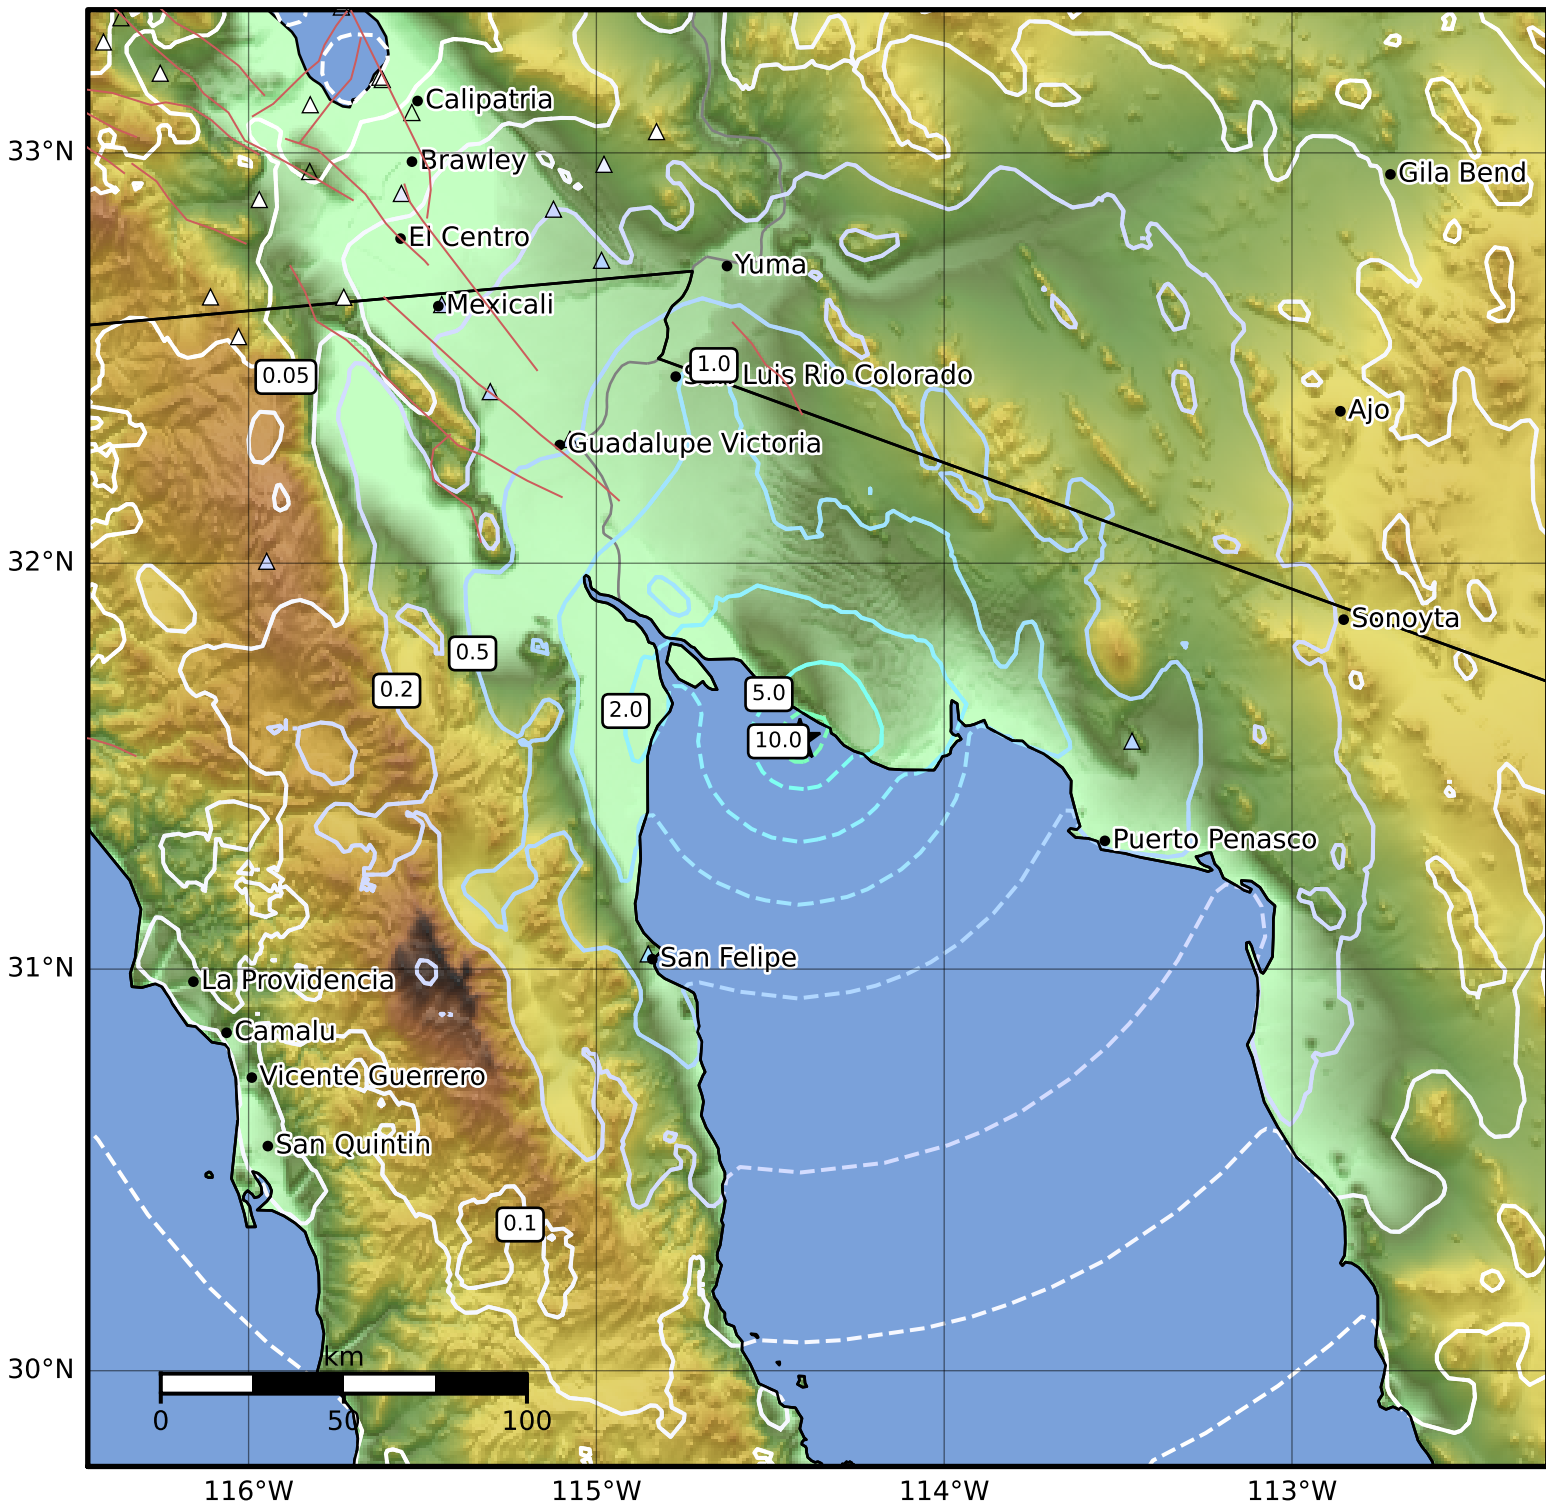 Calipatria
33°N
Brawley
Gila Bend
El Centro
Yuma
Mexicali
0.05
1.0
San Luis Rio Colorado
Ajo
Guadalupe Victoria
32°N
Sonoyta
0.5
0.2
5.0
2.0
10.0
Puerto Penasco
San Felipe
31°N
La Providencia
Camalu
Vicente Guerrero
San Quintin
0.1
km
30°N
0 50 100
116°W 115°W 114°W 113°W